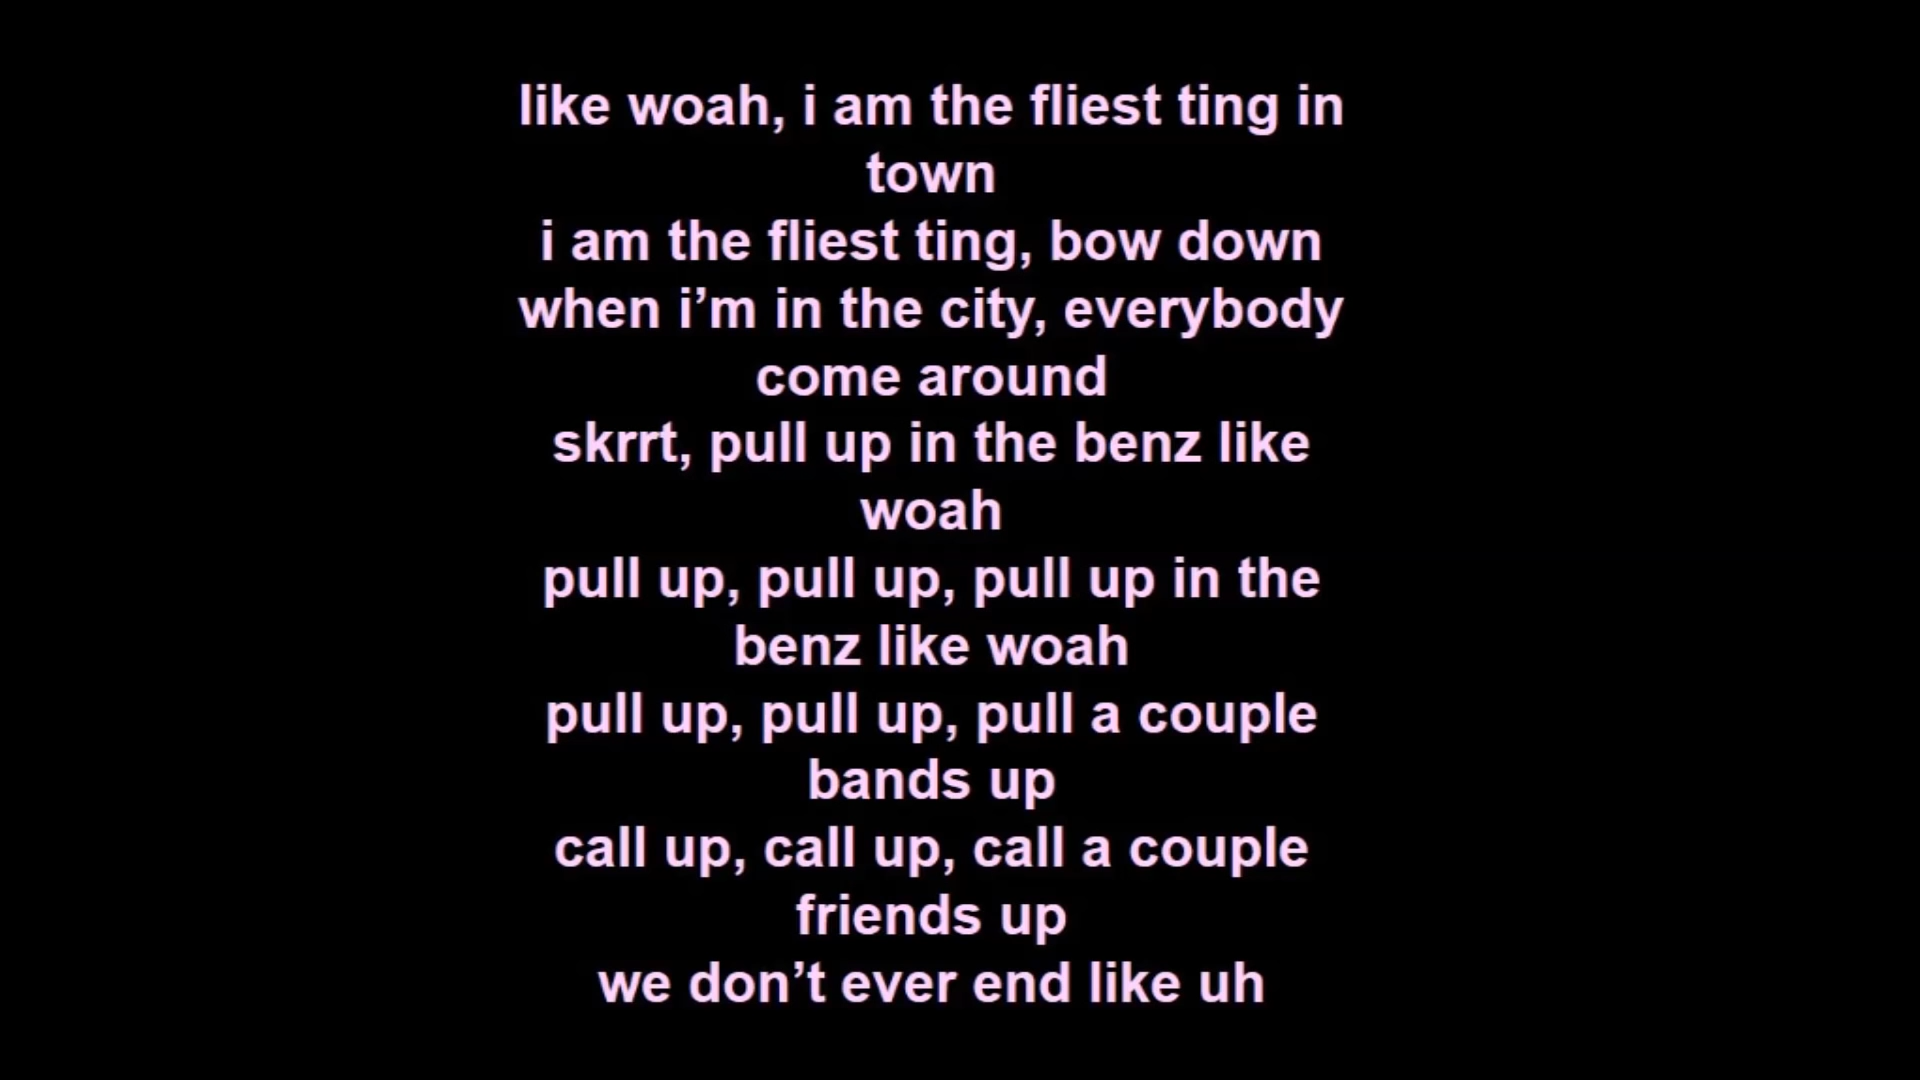 like woah, i am the fliest ting in
town
i am the fliest ting, bow down
when i’m in the city, everybody
come around
skrrt, pull up in the benz like
woah
pull up, pull up, pull up in the
benz like woah
pull up, pull up, pull a couple
bands up
call up, call up, call a couple
friends up
we don’t ever end like uh